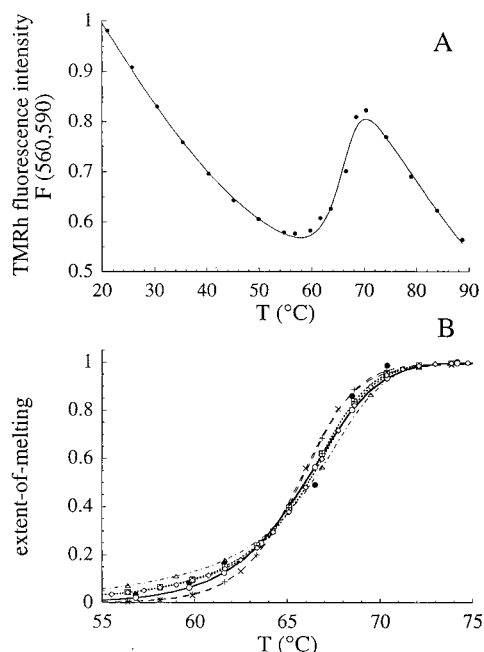 A
TMRh fluorescence intensity
F (560,590)
1
0.9
0.8
0.7
0.6
0.5
20 30 40 50 60 70 80 90
T (°C)
B
extent-of-melting
1
0.8
0.6
0.4
0.2
0
55 60 65 70 75
T (°C)